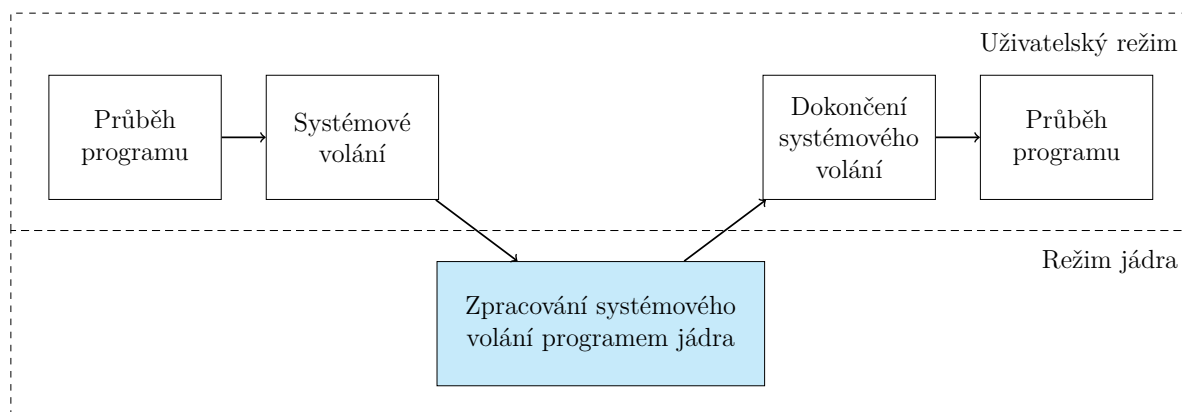 Uživatelský režim
Průběh
programu
Systémové
volání
Dokončení
systémového
volání
Průběh
programu
Režim jádra
Zpracování systémového
volání programem jádra